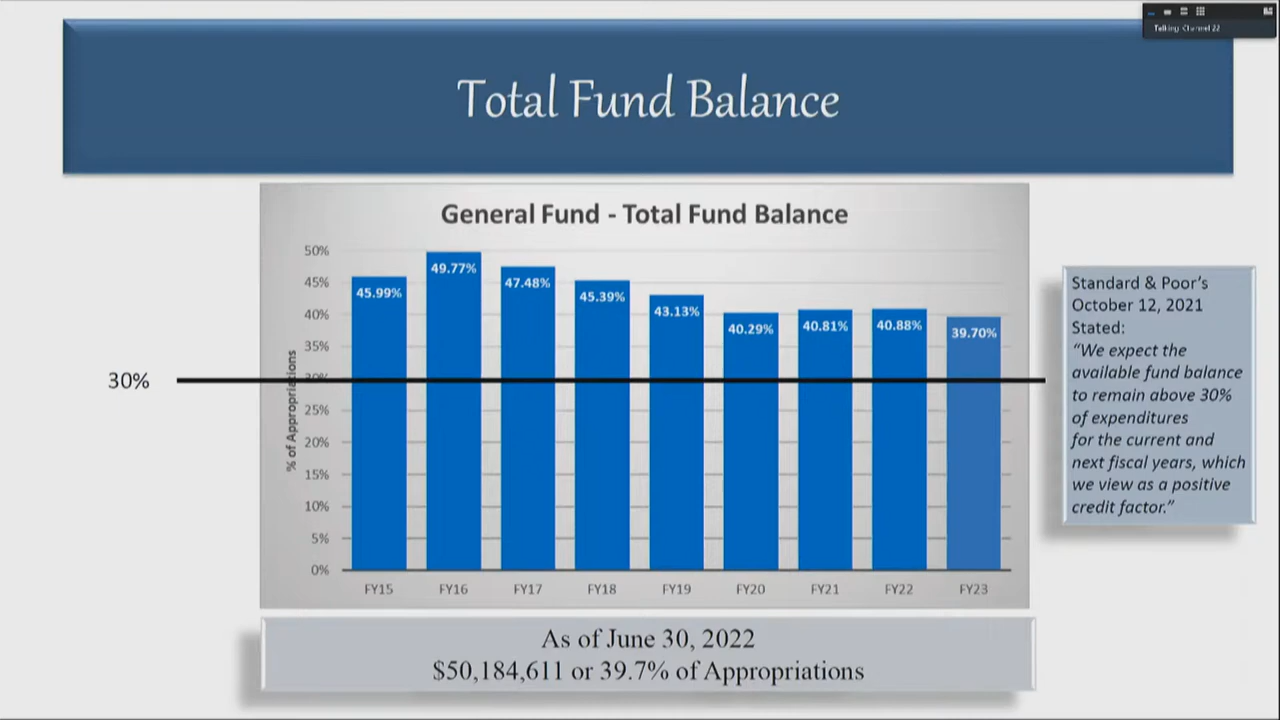 Talking: Channel 22
Total Fund Balance
General Fund - Total Fund Balance
% of Appropriations
50%
45%
40%
35%
30%
25%
20%
15%
10%
5%
0%
45.99%
49.77%
47.48%
45.39%
43.13%
40.29%
40.81%
40.88%
39.70%
FY15
FY16
FY17
FY18
FY19
FY20
FY21
FY22
FY23
30%
Standard & Poor’s
October 12, 2021
Stated:
“We expect the
available fund balance
to remain above 30%
of expenditures
for the current and
next fiscal years, which
we view as a positive
credit factor.”
As of June 30, 2022
$50,184,611 or 39.7% of Appropriations